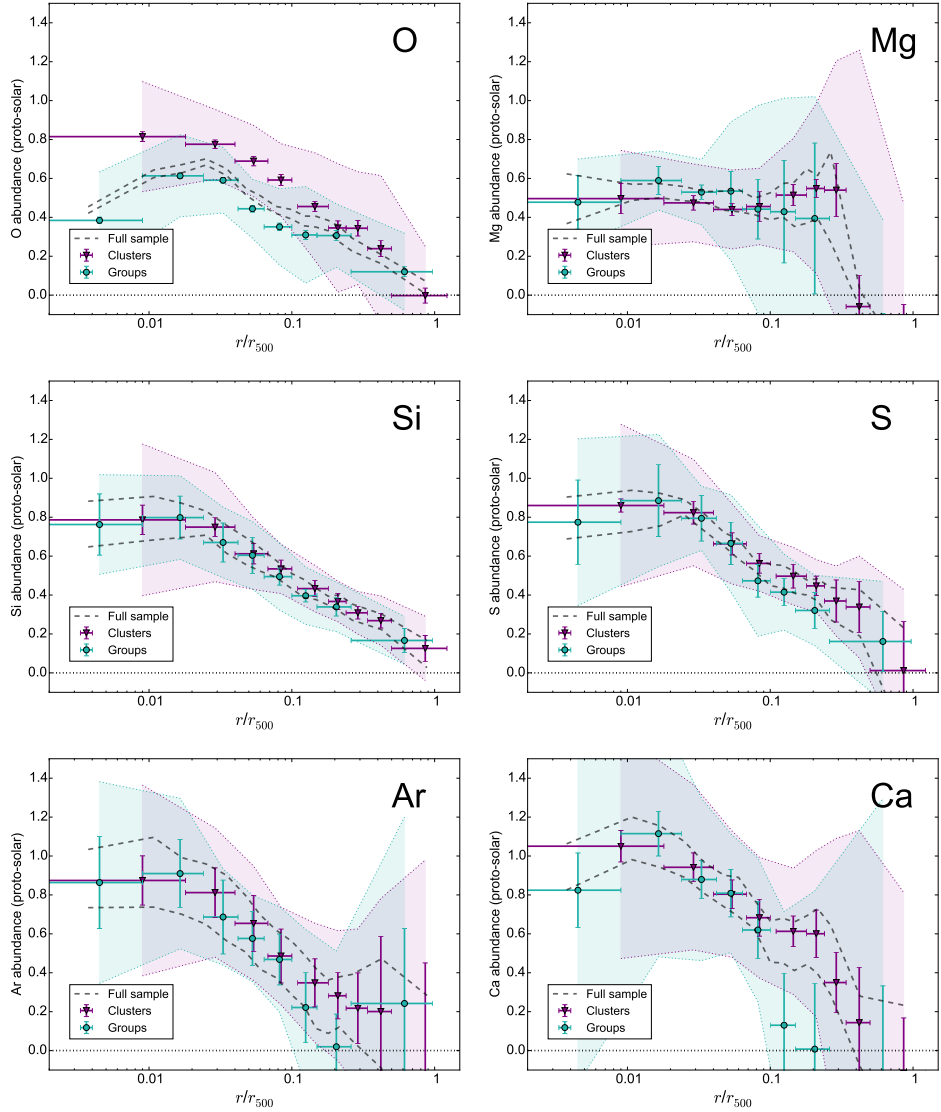 O
O abundance (proto-solar)
1.4
1.2
1.0
0.8
0.6
0.4
0.2
0.0
Full sample
Clusters
Groups
0.01
0.1
1
r/r500
Mg
Mg abundance (proto-solar)
1.4
1.2
1.0
0.8
0.6
0.4
0.2
0.0
Full sample
Clusters
Groups
0.01
0.1
1
r/r500
Si
Si abundance (proto-solar)
1.4
1.2
1.0
0.8
0.6
0.4
0.2
0.0
Full sample
Clusters
Groups
0.01
0.1
1
r/r500
S
S abundance (proto-solar)
1.4
1.2
1.0
0.8
0.6
0.4
0.2
0.0
Full sample
Clusters
Groups
0.01
0.1
1
r/r500
Ar
Ar abundance (proto-solar)
1.4
1.2
1.0
0.8
0.6
0.4
0.2
0.0
Full sample
Clusters
Groups
0.01
0.1
1
r/r500
Ca
Ca abundance (proto-solar)
1.4
1.2
1.0
0.8
0.6
0.4
0.2
0.0
Full sample
Clusters
Groups
0.01
0.1
1
r/r500